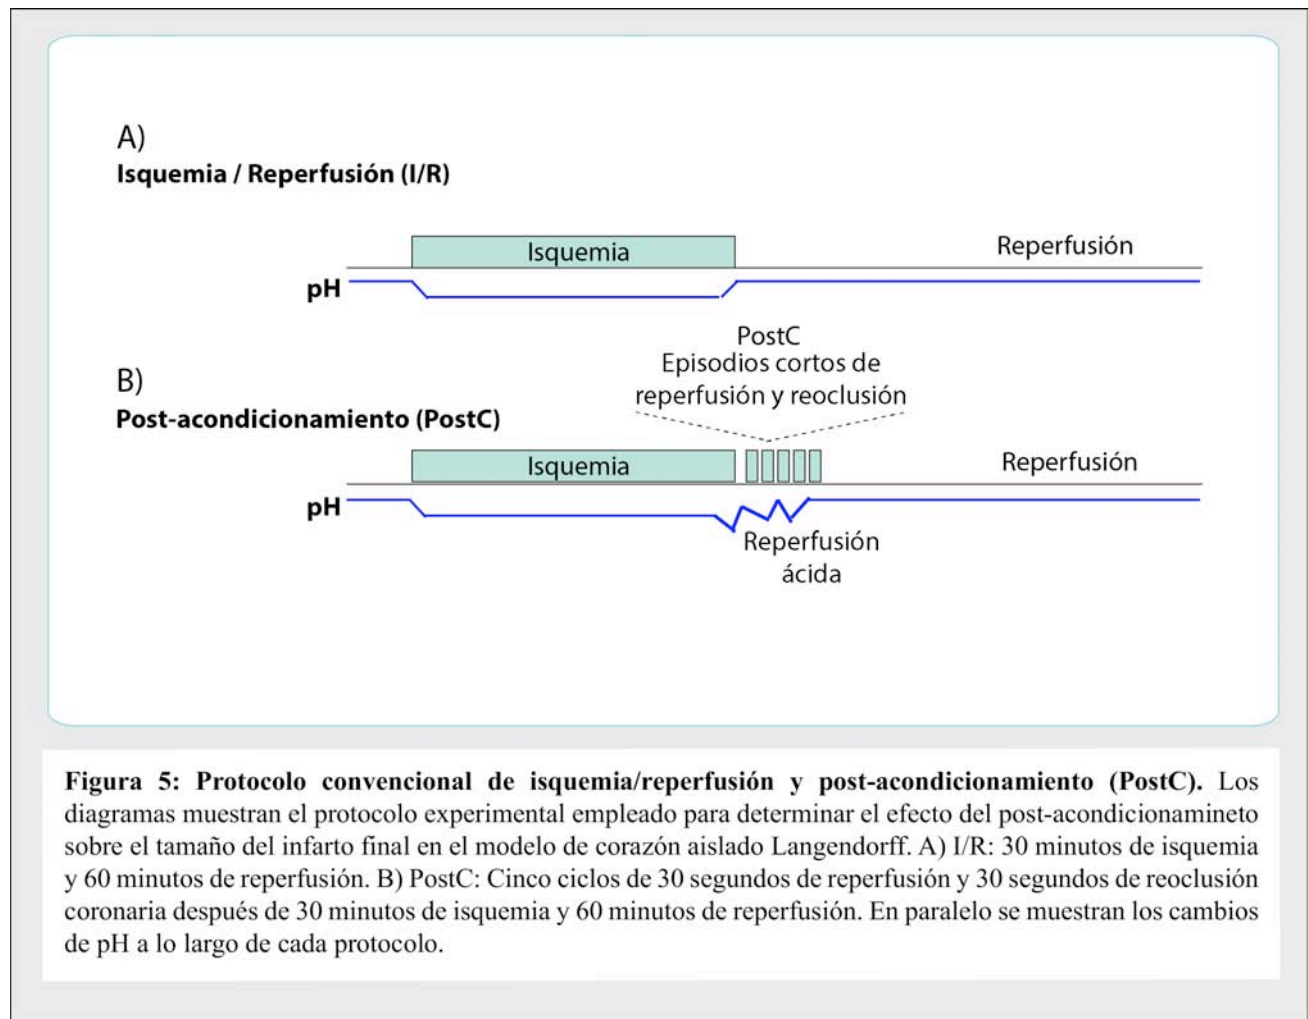 A)
Isquemia / Reperfusión (I/R)
Isquemia
Reperfusión
pH
PostC
Episodios cortos de
reperfusión y reoclusión
B)
Post-acondicionamiento (PostC)
Isquemia
Reperfusión
pH
Reperfusión
ácida
Figura 5: Protocolo convencional de isquemia/reperfusión y post-acondicionamiento (PostC). Los
diagramas muestran el protocolo experimental empleado para determinar el efecto del post-acondicionamineto
sobre el tamaño del infarto final en el modelo de corazón aislado Langendorff. A) I/R: 30 minutos de isquemia
y 60 minutos de reperfusión. B) PostC: Cinco ciclos de 30 segundos de reperfusión y 30 segundos de reoclusión
coronaria después de 30 minutos de isquemia y 60 minutos de reperfusión. En paralelo se muestran los cambios
de pH a lo largo de cada protocolo.